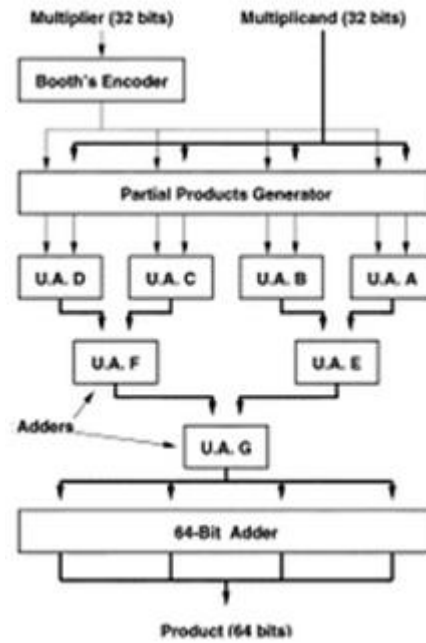 Multiplier (32 bits) Multiplicand (32 bits)
Booth's Encoder
Partial Products Generator
U.A. D U.A. C U.A. B U.A. A
U.A. F U.A. E
Adders
U.A. G
64-Bit Adder
Product (64 bits)